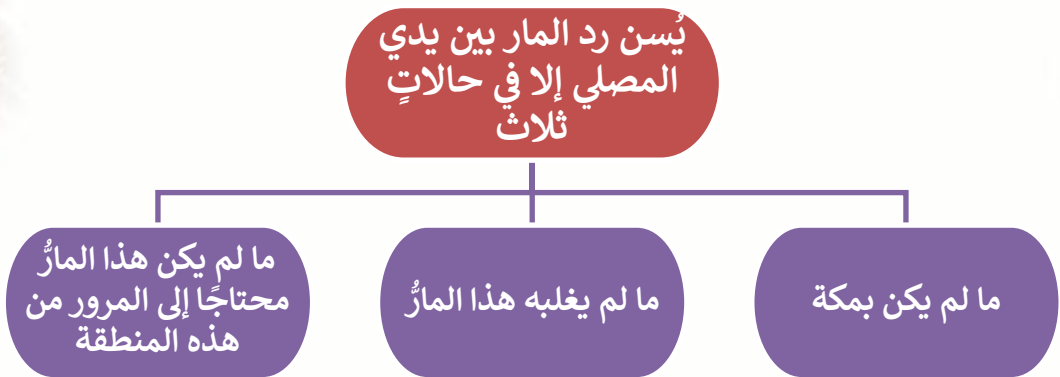 يُسن رد المار بين يدي
المصلي إلا في حالاتٍ
ثلاث
ما لم يكن بمكة
ما لم يغلبه هذا المارُّ
ما لم يكن هذا المارُّ
محتاجًا إلى المرور من
هذه المنطقة